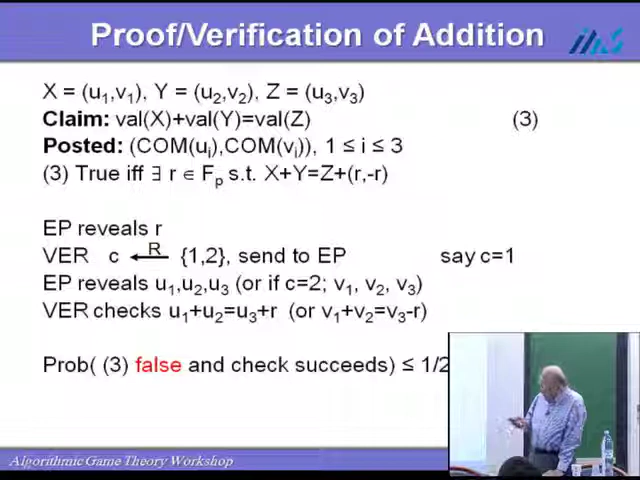 Proof/Verification of Addition
ims
X = (u₁,v₁), Y = (u₂,v₂), Z = (u₃,v₃)
Claim: val(X)+val(Y)=val(Z) (3)
Posted: (COM(uᵢ),COM(vᵢ)), 1 ≤ i ≤ 3
(3) True iff ∃ r ∈ Fₚ s.t. X+Y=Z+(r,-r)
EP reveals r
VER c ⟵R {1,2}, send to EP say c=1
EP reveals u₁,u₂,u₃ (or if c=2; v₁, v₂, v₃)
VER checks u₁+u₂=u₃+r (or v₁+v₂=v₃-r)
Prob( (3) false and check succeeds) ≤ 1/2
Algorithmic Game Theory Workshop